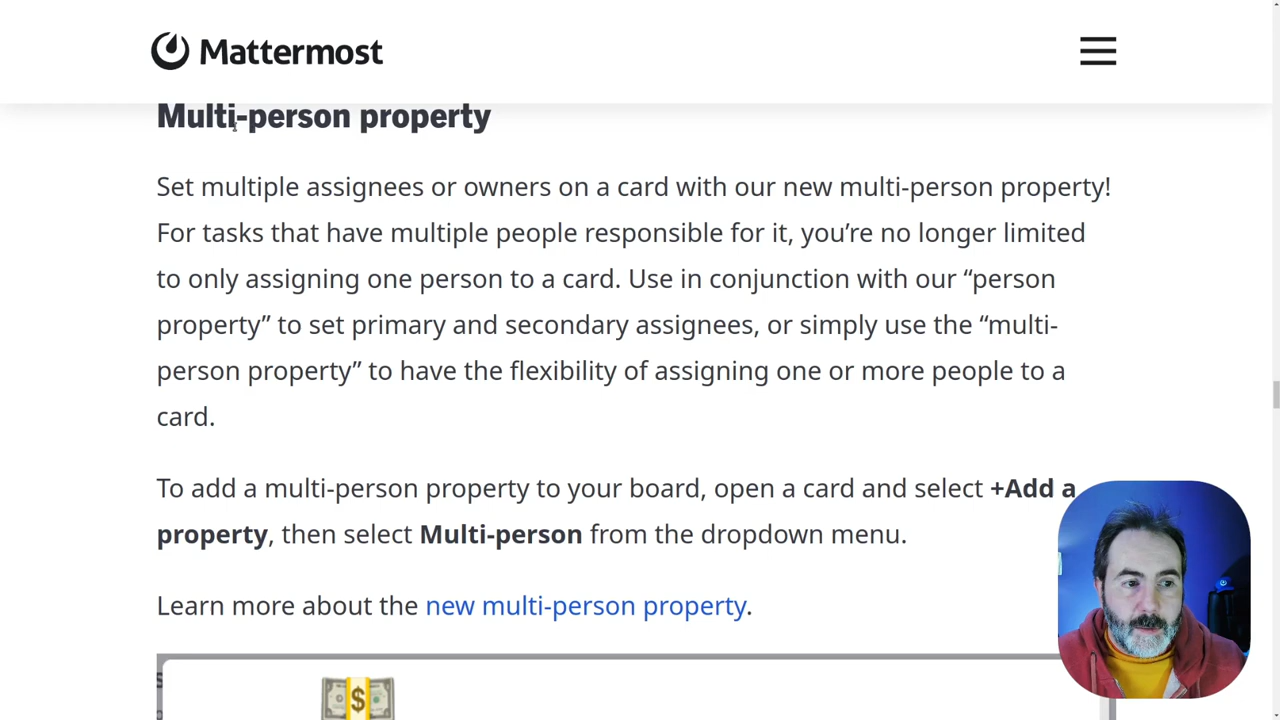 Mattermost
Multi-person property
Set multiple assignees or owners on a card with our new multi-person property!
For tasks that have multiple people responsible for it, you’re no longer limited
to only assigning one person to a card. Use in conjunction with our “person
property” to set primary and secondary assignees, or simply use the “multi-
person property” to have the flexibility of assigning one or more people to a
card.
To add a multi-person property to your board, open a card and select +Add a
property, then select Multi-person from the dropdown menu.
Learn more about the new multi-person property.
$